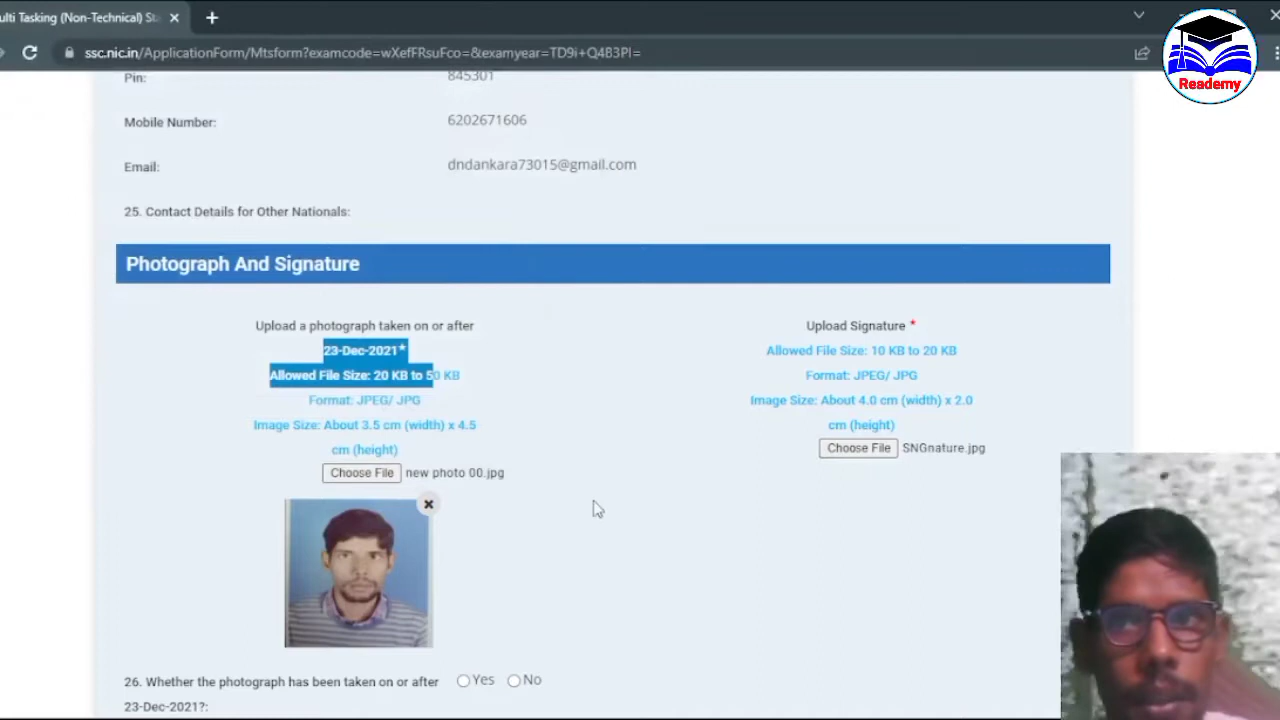 ulti Tasking (Non-Technical) Sta
ssc.nic.in/ApplicationForm/Mtsform?examcode=wXefFRsuFco=&examyear=TD9i+Q4B3PI=
Reademy
Pin:
845301
Mobile Number:
6202671606
Email:
dndankara73015@gmail.com
25. Contact Details for Other Nationals:
Photograph And Signature
Upload a photograph taken on or after
23-Dec-2021*
Allowed File Size: 20 KB to 50 KB
Format: JPEG/ JPG
Image Size: About 3.5 cm (width) x 4.5
cm (height)
Choose File new photo 00.jpg
Upload Signature *
Allowed File Size: 10 KB to 20 KB
Format: JPEG/ JPG
Image Size: About 4.0 cm (width) x 2.0
cm (height)
Choose File SNGnature.jpg
26. Whether the photograph has been taken on or after
23-Dec-2021?:
Yes No